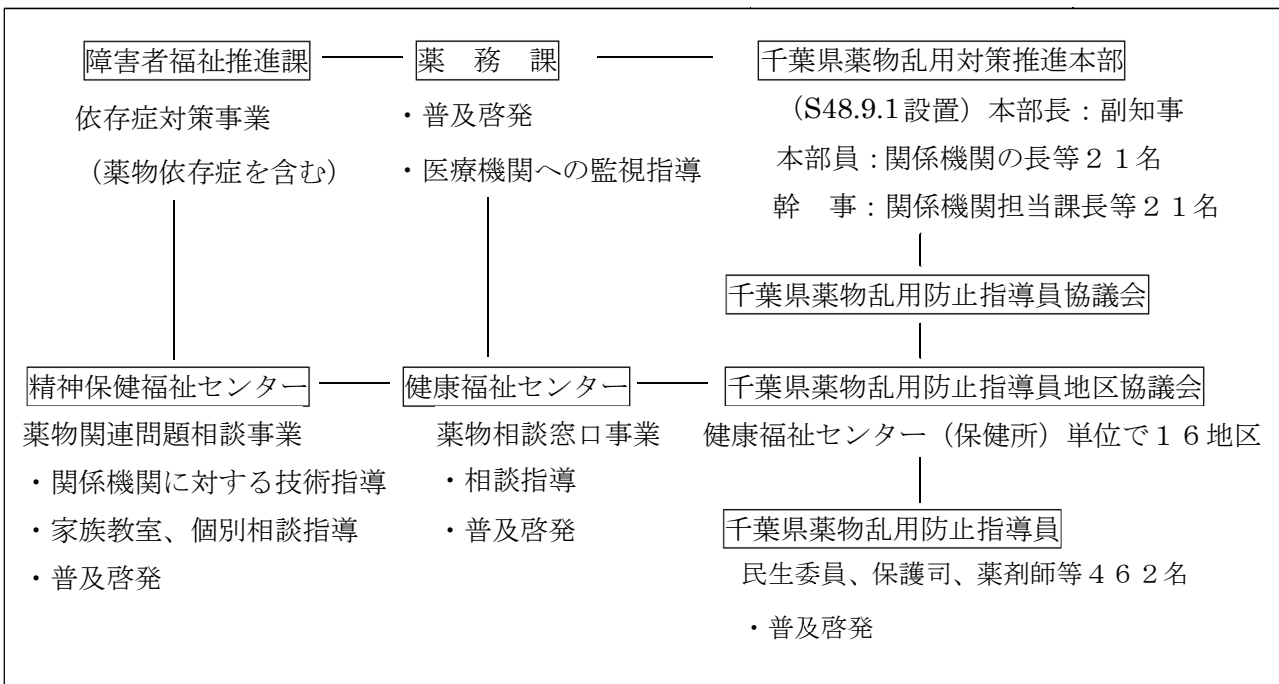 障害者福祉推進課
依存症対策事業
（薬物依存症を含む）
薬　務　課
・普及啓発
・医療機関への監視指導
千葉県薬物乱用対策推進本部
（S48.9.1設置）本部長：副知事
本部員：関係機関の長等２１名
幹　事：関係機関担当課長等２１名
千葉県薬物乱用防止指導員協議会
精神保健福祉センター
薬物関連問題相談事業
・関係機関に対する技術指導
・家族教室、個別相談指導
・普及啓発
健康福祉センター
薬物相談窓口事業
・相談指導
・普及啓発
千葉県薬物乱用防止指導員地区協議会
健康福祉センター（保健所）単位で１６地区
千葉県薬物乱用防止指導員
民生委員、保護司、薬剤師等４６２名
・普及啓発